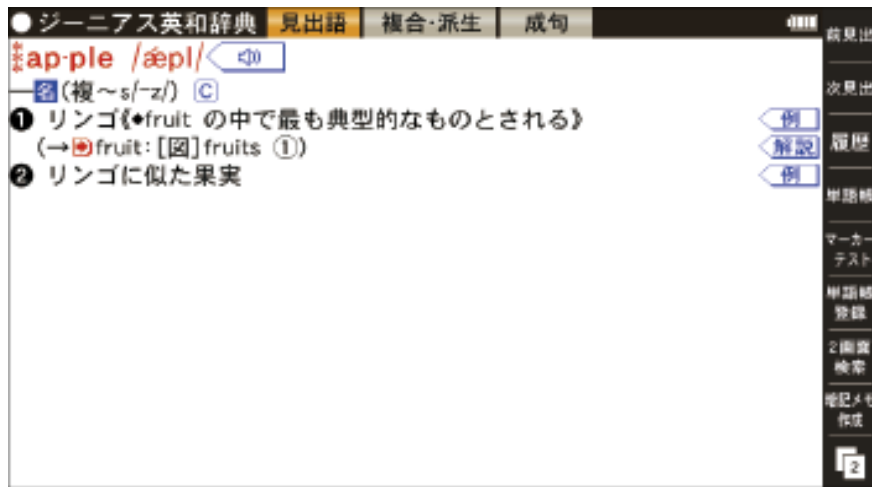 ●ジーニアス英和辞典 見出語 複合·派生 成句
⁂ap·ple /ǽpl/
―名(複〜s/-z/) C
❶ リンゴ《◆fruit の中で最も典型的なものとされる》 例
(→fruit:[図]fruits ①) 解説
❷ リンゴに似た果実 例
前見出
次見出
履歴
単語帳
マーカー
テスト
単語帳
登録
2画面
検索
暗記メモ
作成
2